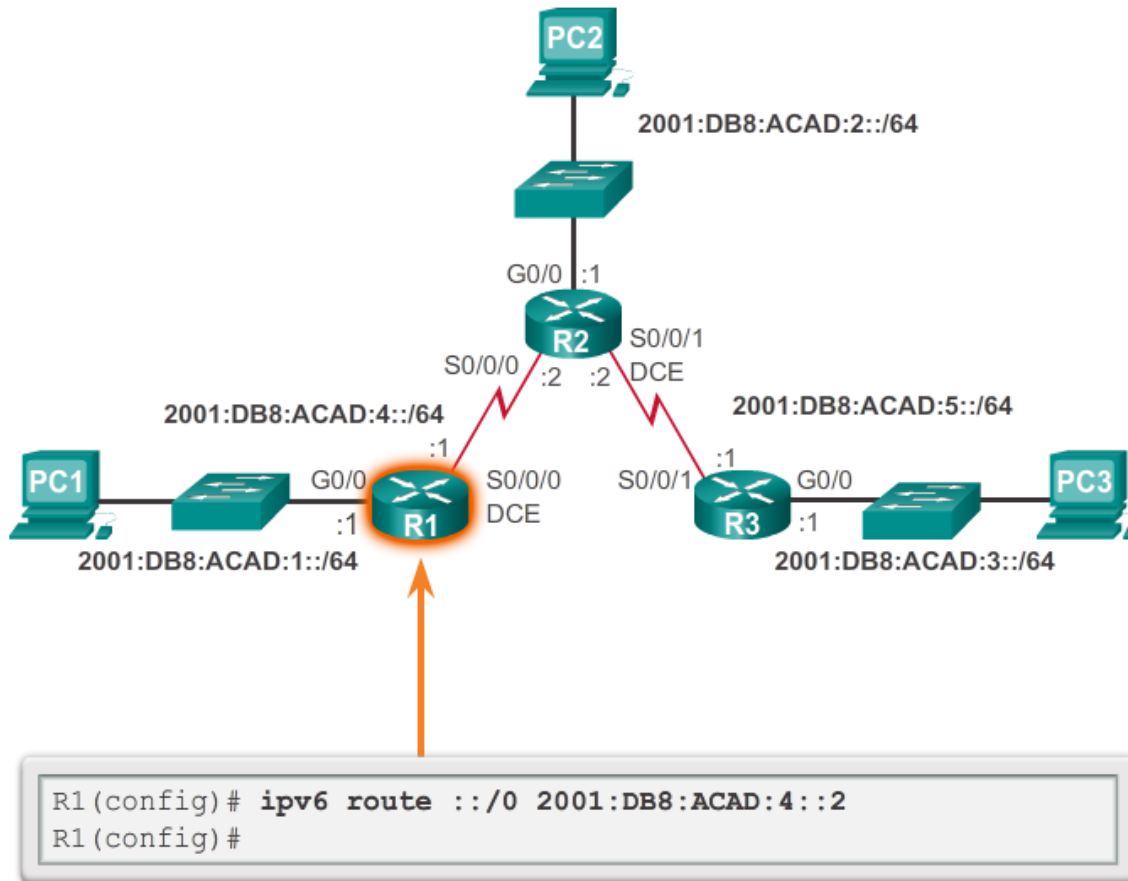 PC2
2001:DB8:ACAD:2::/64
G0/0 :1
R2
S0/0/1
DCE
S0/0/0
:2 :2
2001:DB8:ACAD:4::/64
2001:DB8:ACAD:5::/64
:1
:1
PC1
G0/0
S0/0/0
DCE
S0/0/1
G0/0
PC3
:1
R1
R3
:1
2001:DB8:ACAD:1::/64
2001:DB8:ACAD:3::/64
R1(config)# ipv6 route ::/0 2001:DB8:ACAD:4::2
R1(config)#